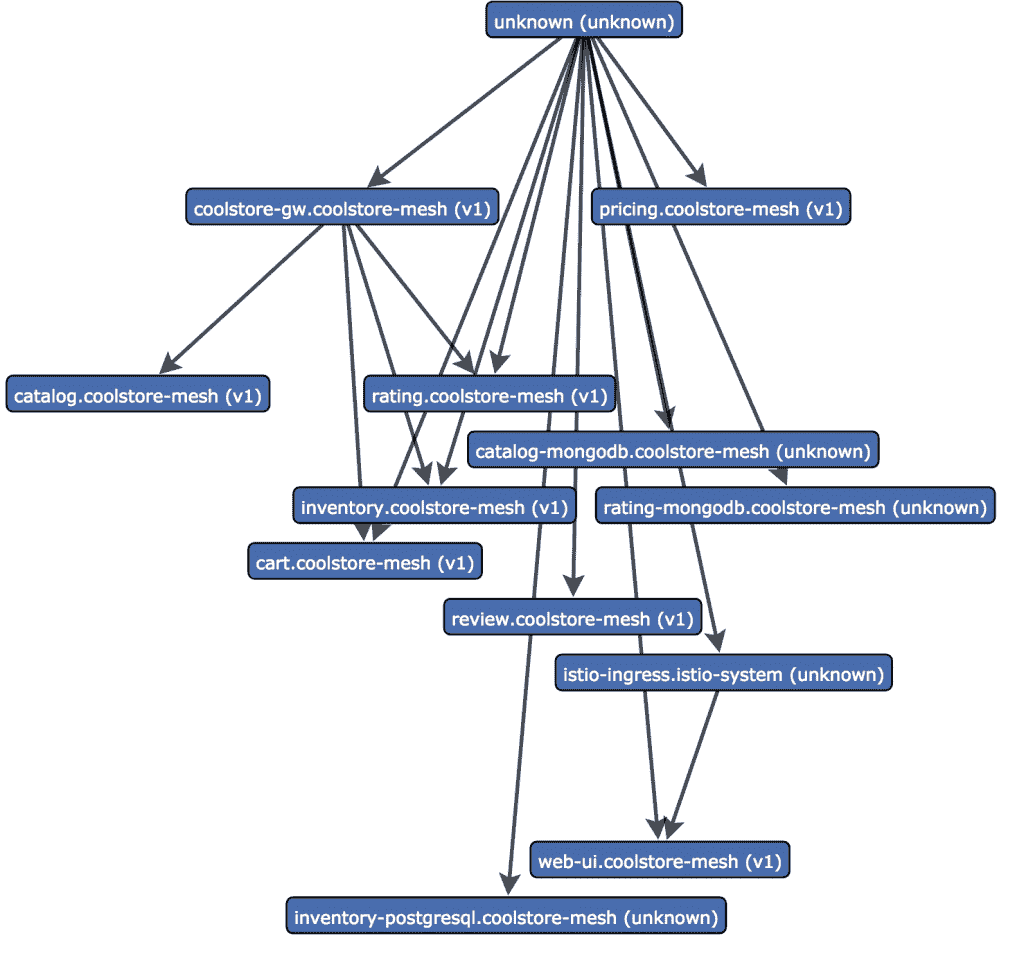 unknown (unknown)
coolstore-gw.coolstore-mesh (v1)
pricing.coolstore-mesh (v1)
catalog.coolstore-mesh (v1)
rating.coolstore-mesh (v1)
catalog-mongodb.coolstore-mesh (unknown)
inventory.coolstore-mesh (v1)
rating-mongodb.coolstore-mesh (unknown)
cart.coolstore-mesh (v1)
review.coolstore-mesh (v1)
istio-ingress.istio-system (unknown)
web-ui.coolstore-mesh (v1)
inventory-postgresql.coolstore-mesh (unknown)